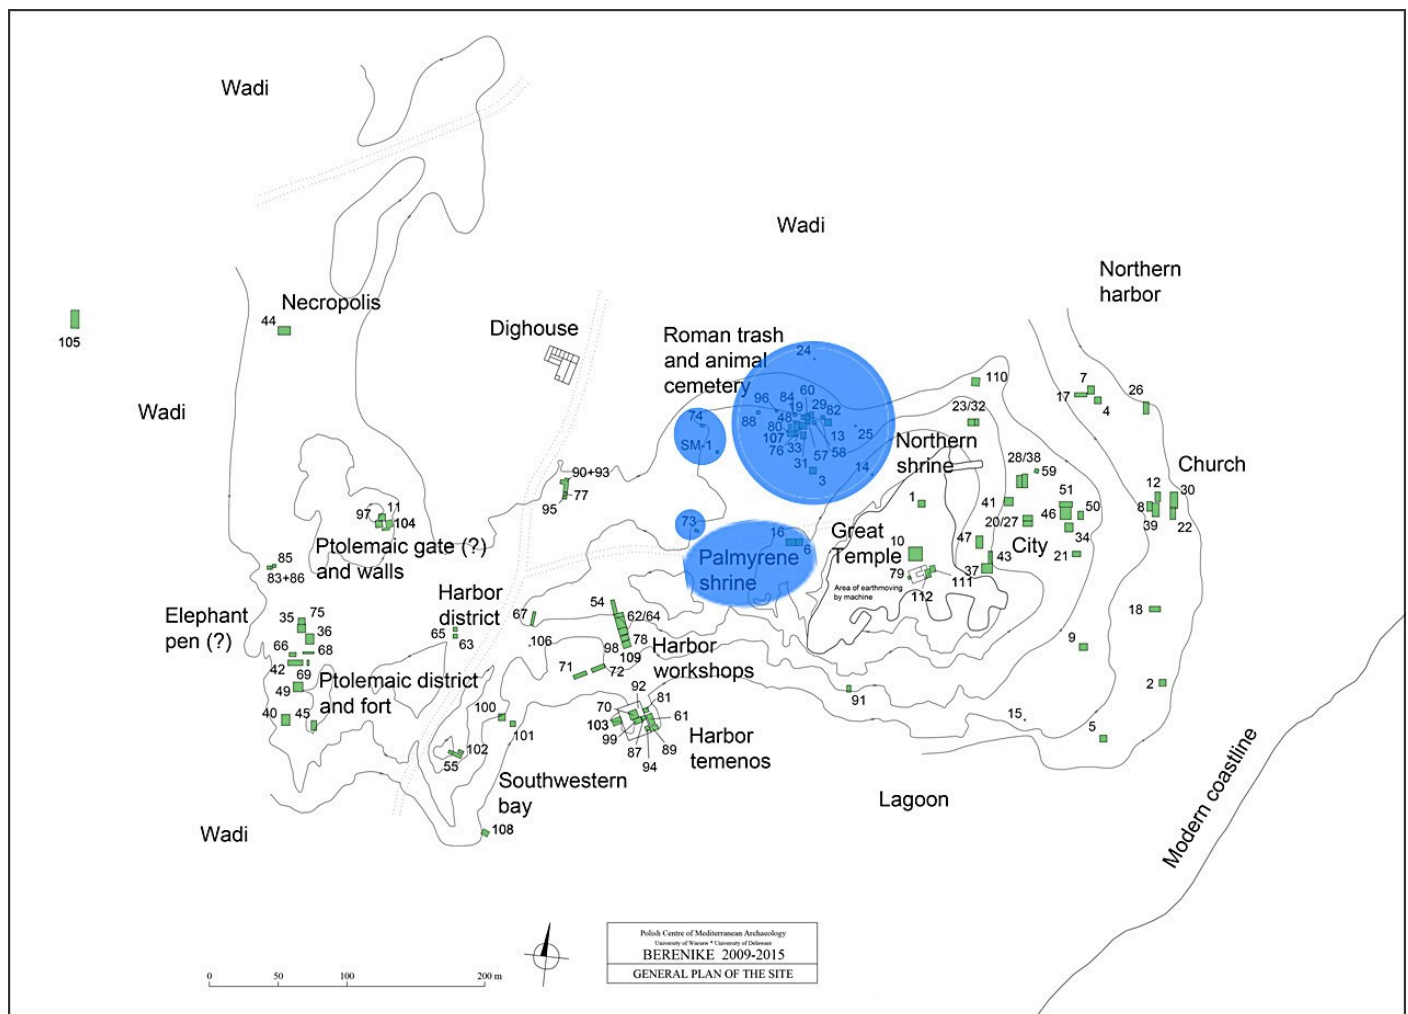 Wadi
Wadi
Northern
harbor
Necropolis
44
105
Dighouse
Roman trash
and animal
cemetery
24
60
84
19
29
82
96
88
48
80
107
76
33
31
13
57
58
25
14
3
74
SM-1
73
110
23/32
7
17
4
26
Wadi
Northern
shrine
28/38
59
Church
12
30
8
39
22
41
51
46
50
20/27
34
47
City
43
21
37
1
10
Great
Temple
79
111
112
Area of earthmoving
by machine
90+93
77
95
97
11
104
Ptolemaic gate (?)
and walls
16
6
Palmyrene
shrine
85
83+86
Harbor
district
67
65
63
106
54
62/64
78
98
109
Harbor
workshops
71
72
Elephant
pen (?)
75
35
36
66
68
42
69
49
Ptolemaic district
and fort
40
45
18
9
2
91
15
5
100
101
102
55
92
81
70
61
103
99
87
89
94
Harbor
temenos
Southwestern
bay
108
Lagoon
Wadi
Modern coastline
Polish Centre of Mediterranean Archaeology
University of Warsaw * University of Delaware
BERENIKE 2009-2015
GENERAL PLAN OF THE SITE
0 50 100 200 m